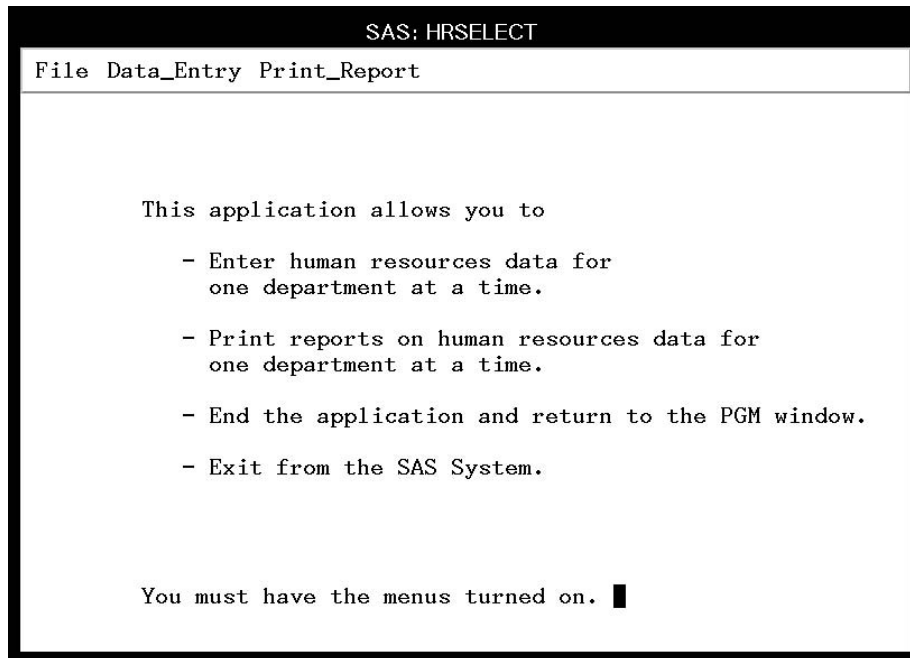 SAS: HRSELECT
File Data_Entry Print_Report
This application allows you to
- Enter human resources data for
one department at a time.
- Print reports on human resources data for
one department at a time.
- End the application and return to the PGM window.
- Exit from the SAS System.
You must have the menus turned on.